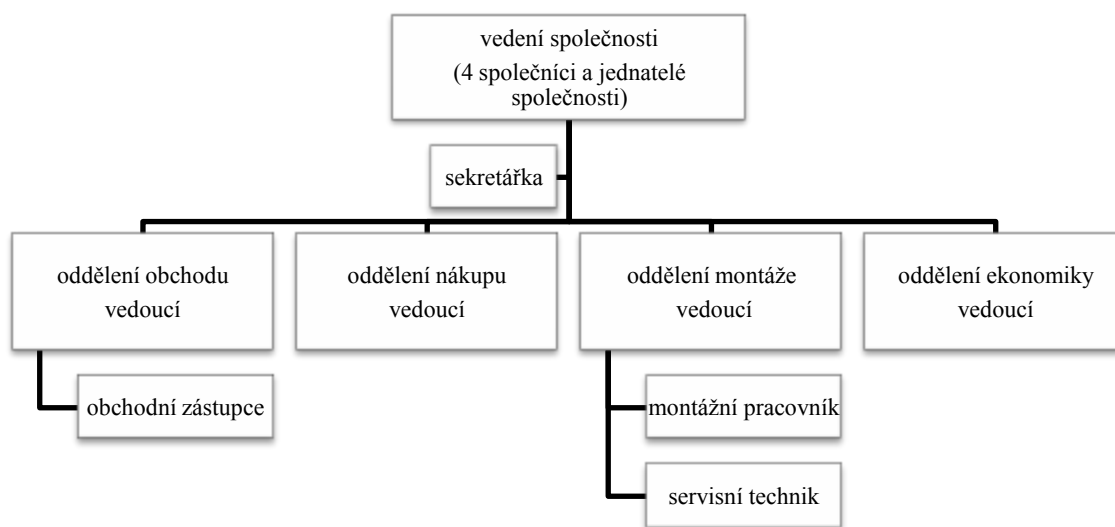 vedení společnosti
(4 společníci a jednatelé
společnosti)
sekretářka
oddělení obchodu
vedoucí
oddělení nákupu
vedoucí
oddělení montáže
vedoucí
oddělení ekonomiky
vedoucí
obchodní zástupce
montážní pracovník
servisní technik